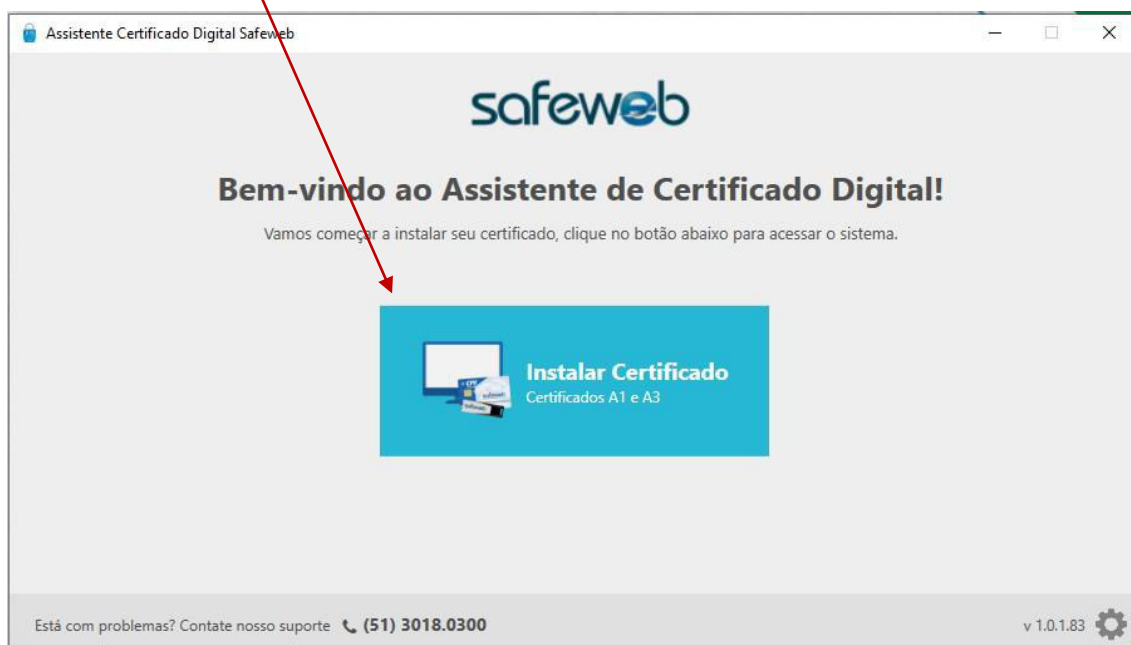 Assistente Certificado Digital Safeweb
safeweb
Bem-vindo ao Assistente de Certificado Digital!
Vamos começar a instalar seu certificado, clique no botão abaixo para acessar o sistema.
Instalar Certificado
Certificados A1 e A3
Está com problemas? Contate nosso suporte (51) 3018.0300
v 1.0.1.83